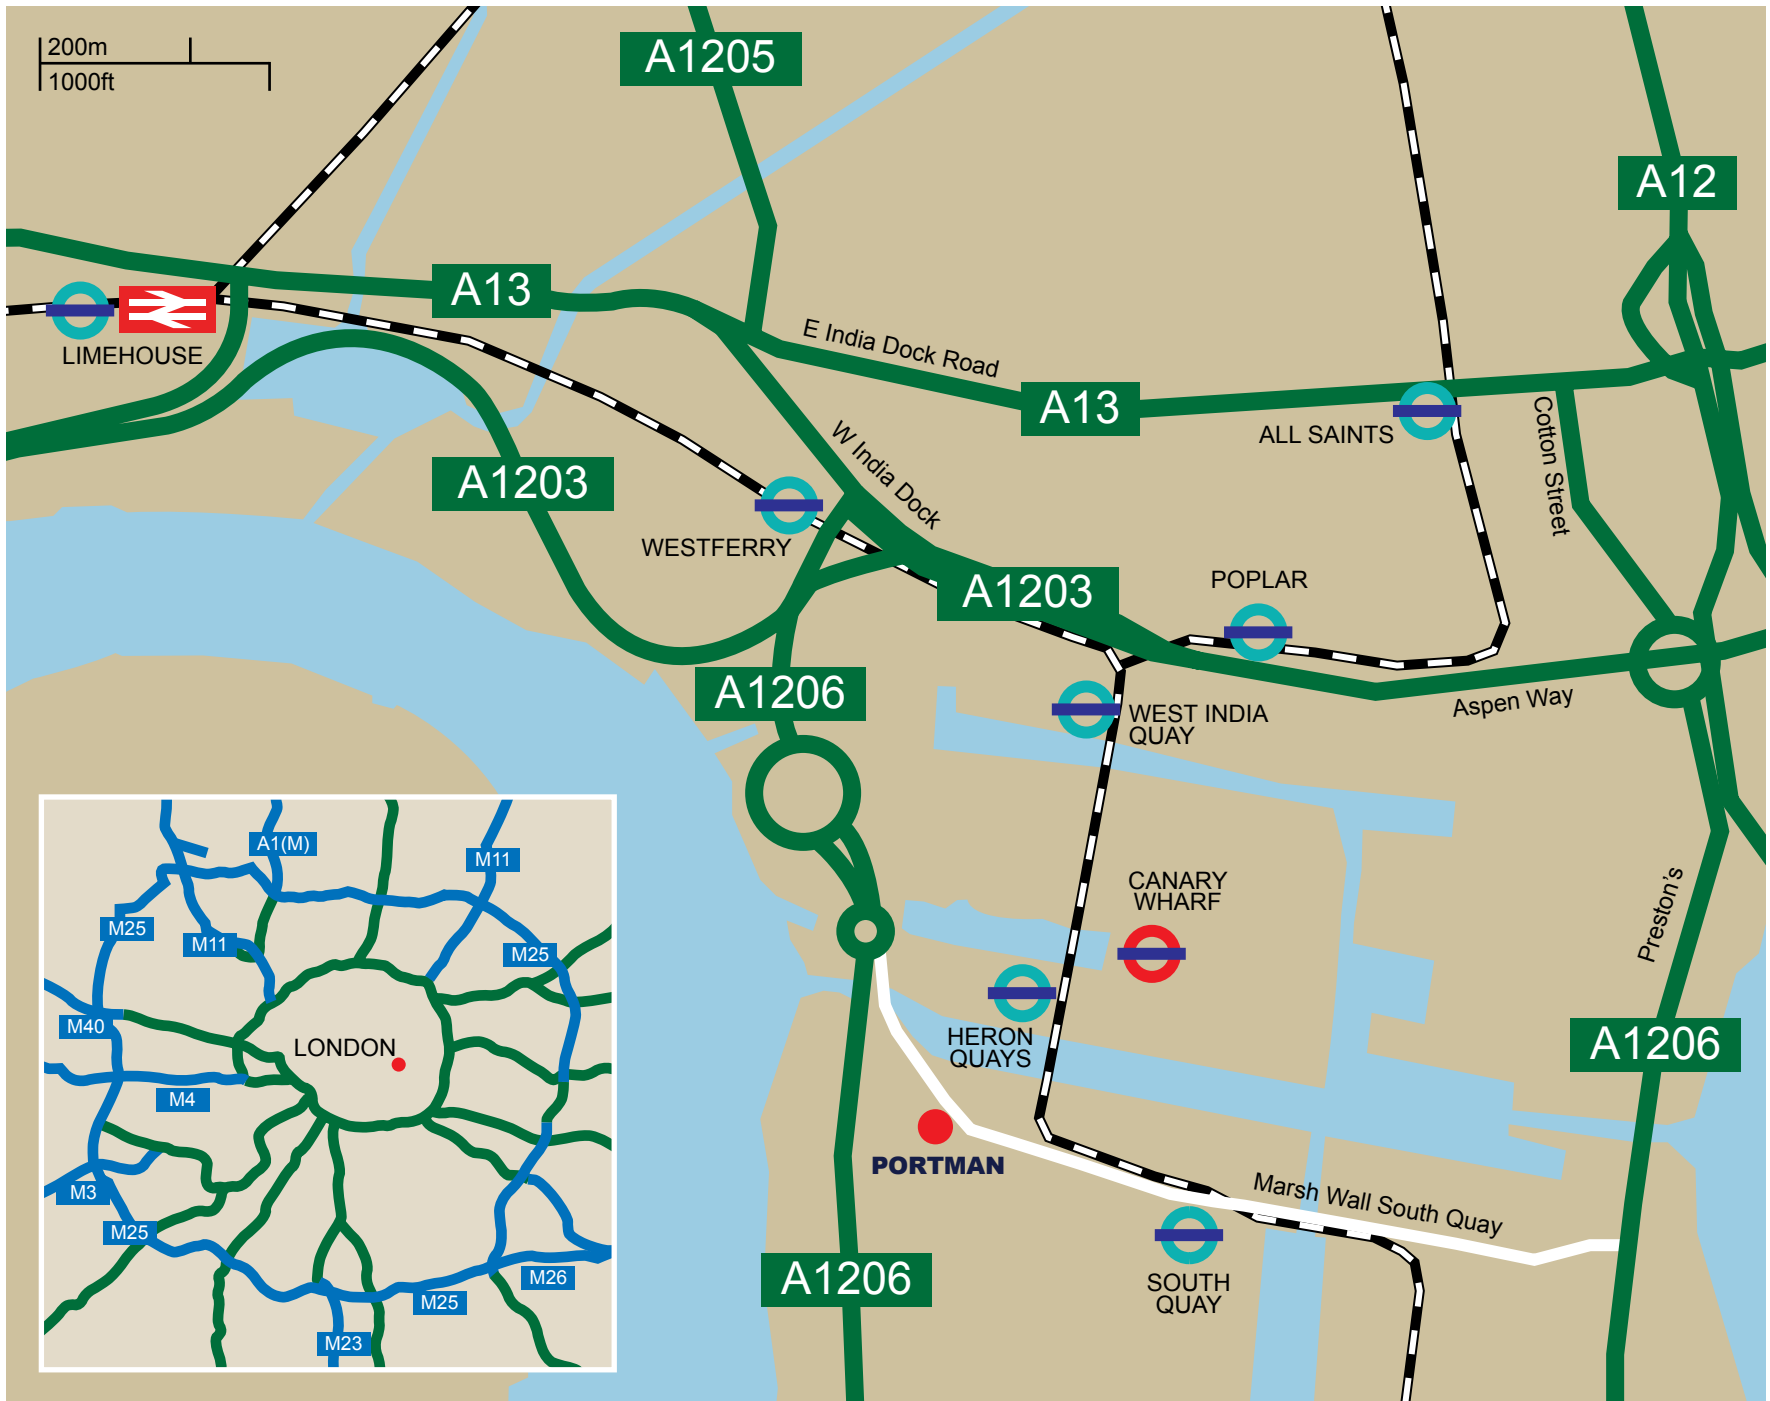 200m
1000ft
A1205
A12
A13
LIMEHOUSE
E India Dock Road
A13
ALL SAINTS
Cotton Street
W India Dock
A1203
WESTFERRY
A1203
POPLAR
A1206
Aspen Way
WEST INDIA
QUAY
CANARY
WHARF
Preston's
HERON
QUAYS
A1206
PORTMAN
Marsh Wall South Quay
A1206
SOUTH
QUAY
A1(M)
M11
M25
M11
M25
M40
LONDON
M4
M3
M25
M26
M25
M23